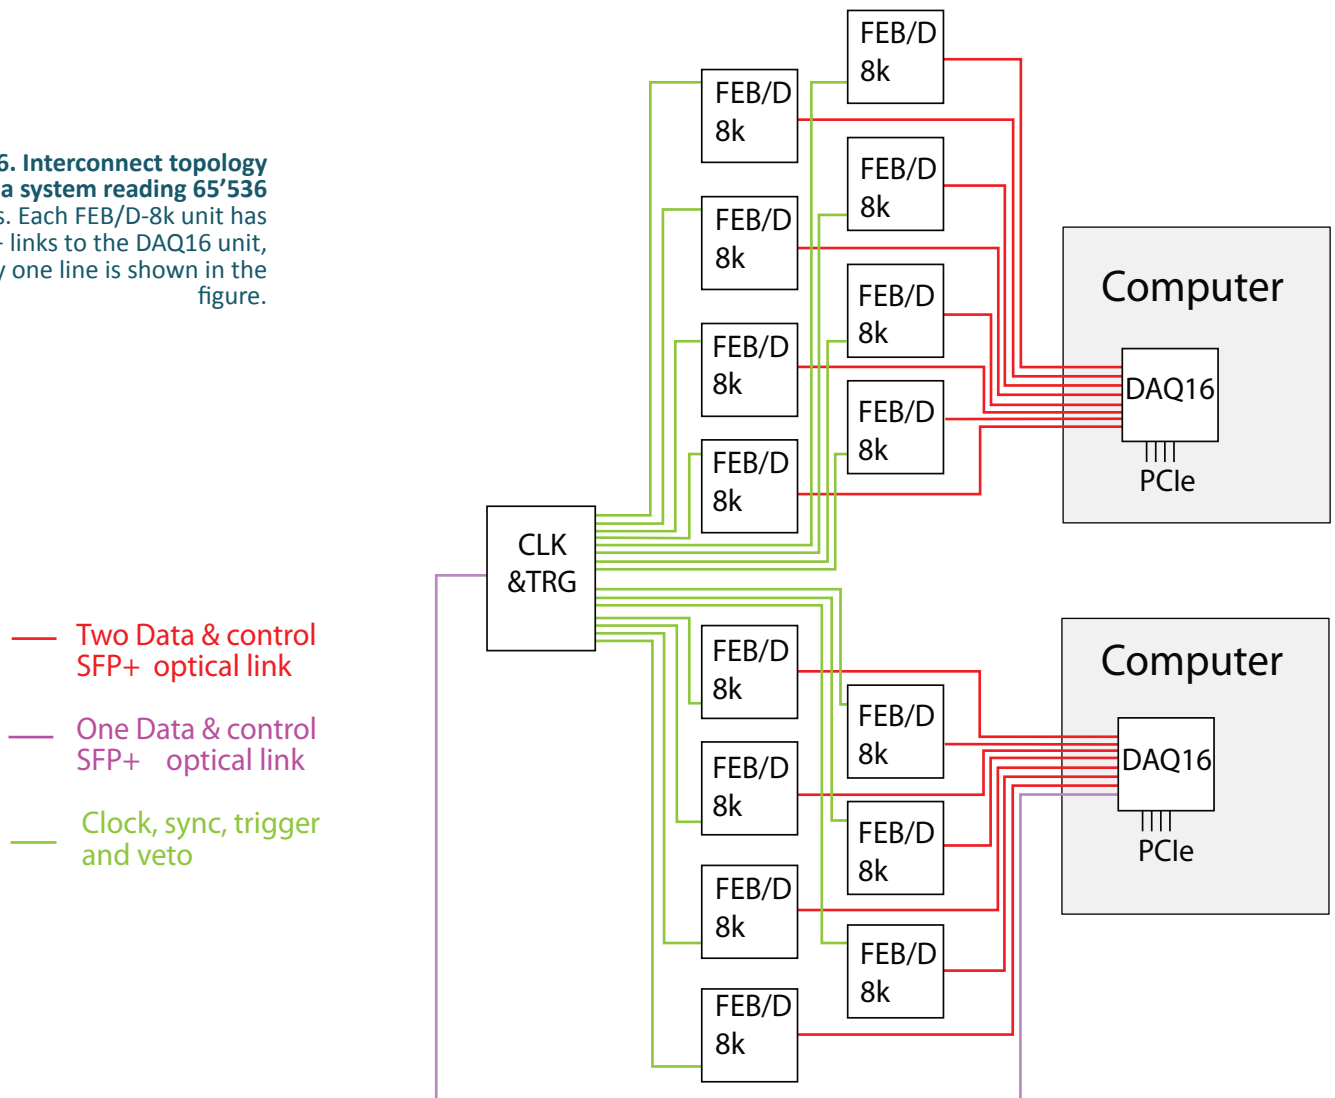 6. Interconnect topology
a system reading 65’536
s. Each FEB/D-8k unit has
links to the DAQ16 unit,
one line is shown in the
figure.
FEB/D
8k
FEB/D
8k
FEB/D
8k
FEB/D
8k
FEB/D
8k
FEB/D
8k
FEB/D
8k
FEB/D
8k
Computer
DAQ16
PCIe
CLK
&TRG
Two Data & control
SFP+ optical link
One Data & control
SFP+ optical link
Clock, sync, trigger
and veto
FEB/D
8k
FEB/D
8k
FEB/D
8k
FEB/D
8k
FEB/D
8k
FEB/D
8k
FEB/D
8k
Computer
DAQ16
PCIe